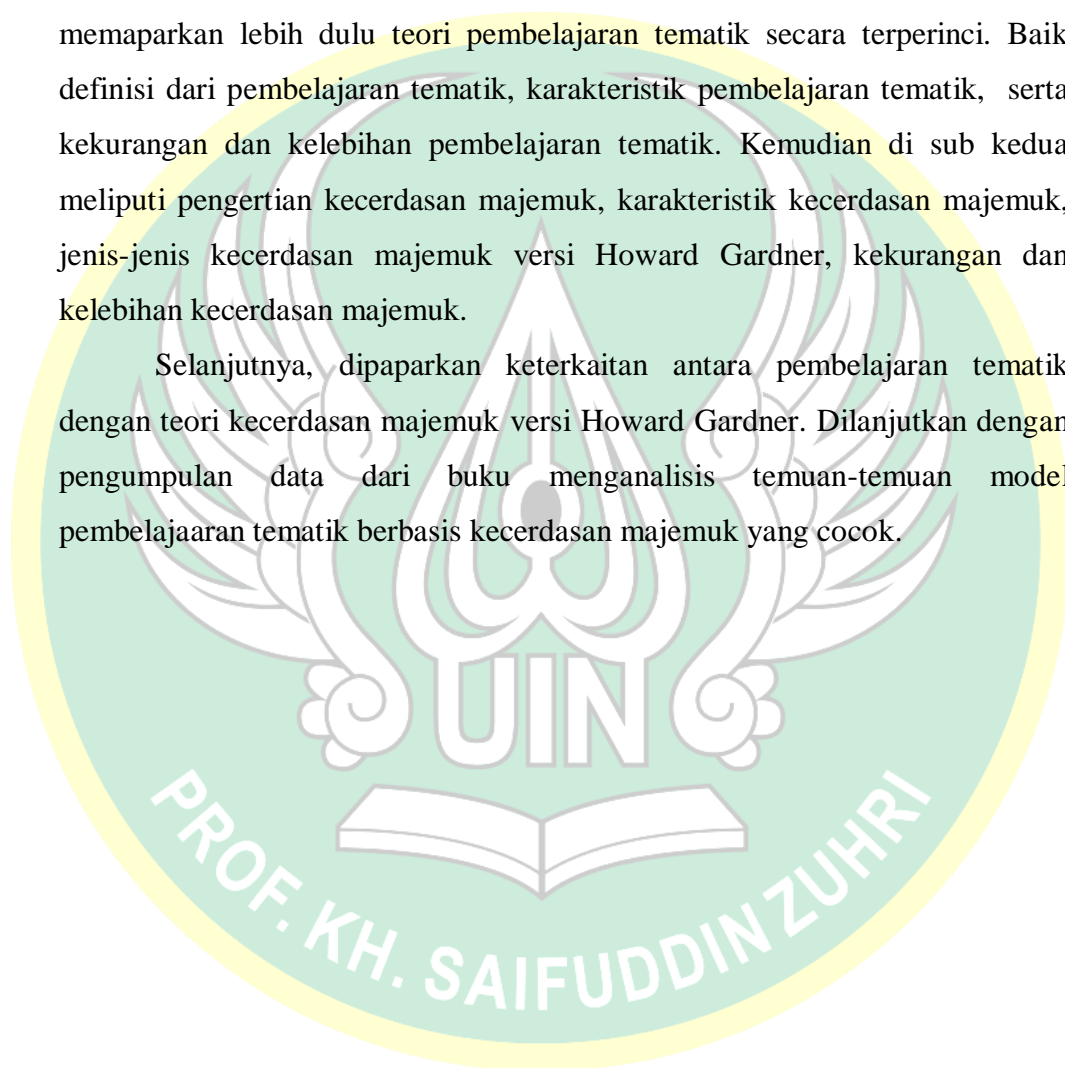 memaparkan lebih dulu teori pembelajaran tematik secara terperinci. Baik
definisi dari pembelajaran tematik, karakteristik pembelajaran tematik, serta
kekurangan dan kelebihan pembelajaran tematik. Kemudian di sub kedua
meliputi pengertian kecerdasan majemuk, karakteristik kecerdasan majemuk,
jenis-jenis kecerdasan majemuk versi Howard Gardner, kekurangan dan
kelebihan kecerdasan majemuk.
Selanjutnya, dipaparkan keterkaitan antara pembelajaran tematik
dengan teori kecerdasan majemuk versi Howard Gardner. Dilanjutkan dengan
pengumpulan data dari buku menganalisis temuan-temuan model
pembelajaaran tematik berbasis kecerdasan majemuk yang cocok.
UIN
PROF. KH. SAIFUDDIN ZUHRI